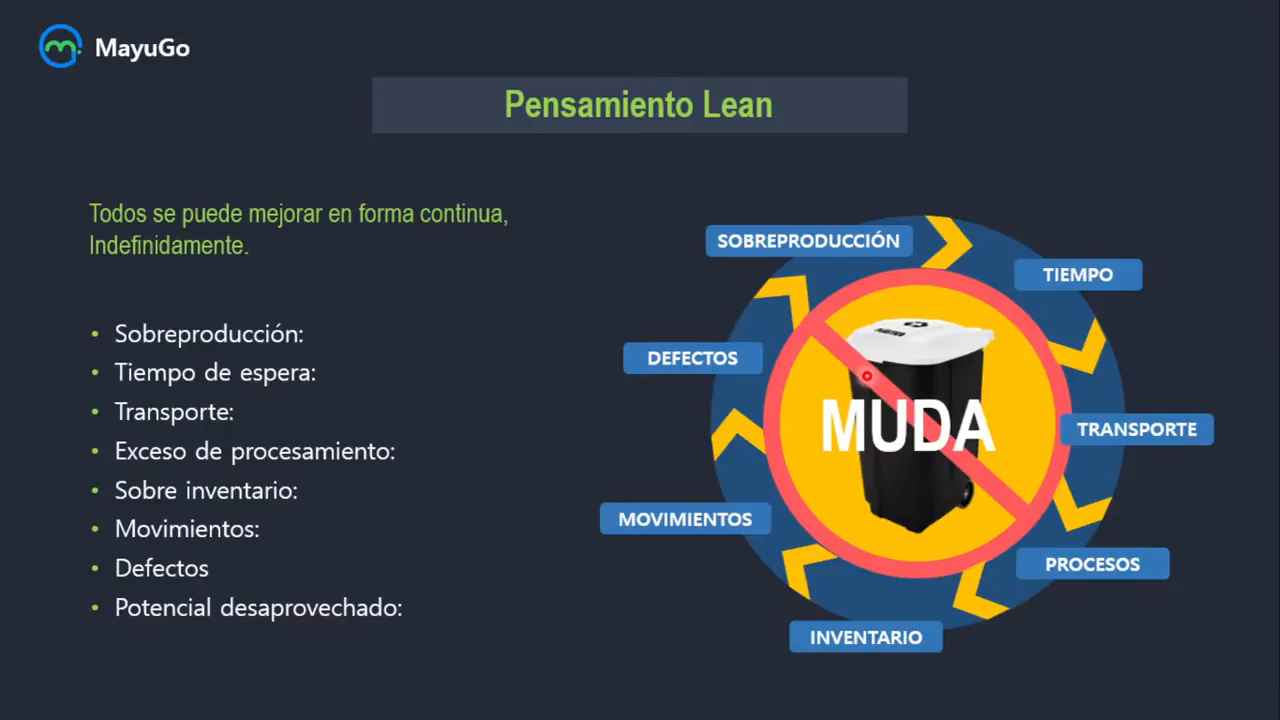 MayuGo
Pensamiento Lean
Todos se puede mejorar en forma continua,
Indefinidamente.
• Sobreproducción:
• Tiempo de espera:
• Transporte:
• Exceso de procesamiento:
• Sobre inventario:
• Movimientos:
• Defectos
• Potencial desaprovechado:
SOBREPRODUCCIÓN
TIEMPO
DEFECTOS
MUDA
TRANSPORTE
MOVIMIENTOS
PROCESOS
INVENTARIO